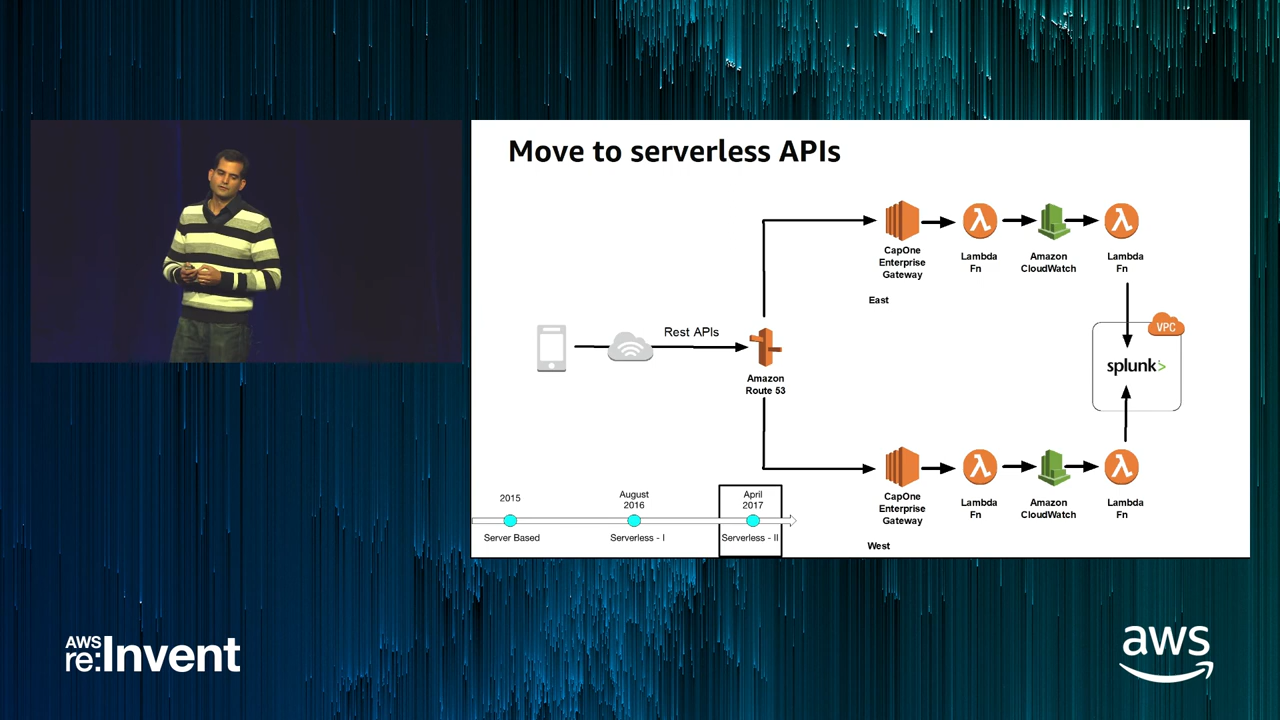 Move to serverless APIs
CapOne
Enterprise
Gateway
Lambda
Fn
Amazon
CloudWatch
Lambda
Fn
East
Rest APIs
Amazon
Route 53
VPC
splunk>
CapOne
Enterprise
Gateway
Lambda
Fn
Amazon
CloudWatch
Lambda
Fn
West
2015
Server Based
August
2016
Serverless - I
April
2017
Serverless - II
AWS
re:Invent
aws